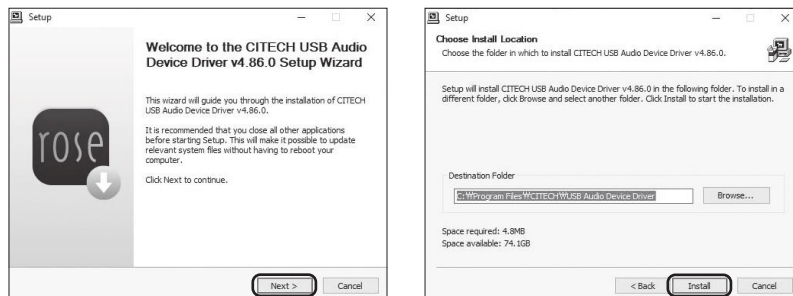 Setup
Welcome to the CITECH USB Audio
Device Driver v4.86.0 Setup Wizard
This wizard will guide you through the installation of CITECH
USB Audio Device Driver v4.86.0.
It is recommended that you close all other applications
before starting Setup. This will make it possible to update
relevant system files without having to reboot your
computer.
Click Next to continue.
rose
Next >
Cancel
Setup
Choose Install Location
Choose the folder in which to install CITECH USB Audio Device Driver v4.86.0.
Setup will install CITECH USB Audio Device Driver v4.86.0 in the following folder. To install in a
different folder, click Browse and select another folder. Click Install to start the installation.
Destination Folder
C:₩Program Files₩CITECH₩USB Audio Device Driver
Browse...
Space required: 4.8MB
Space available: 74.1GB
< Back
Install
Cancel